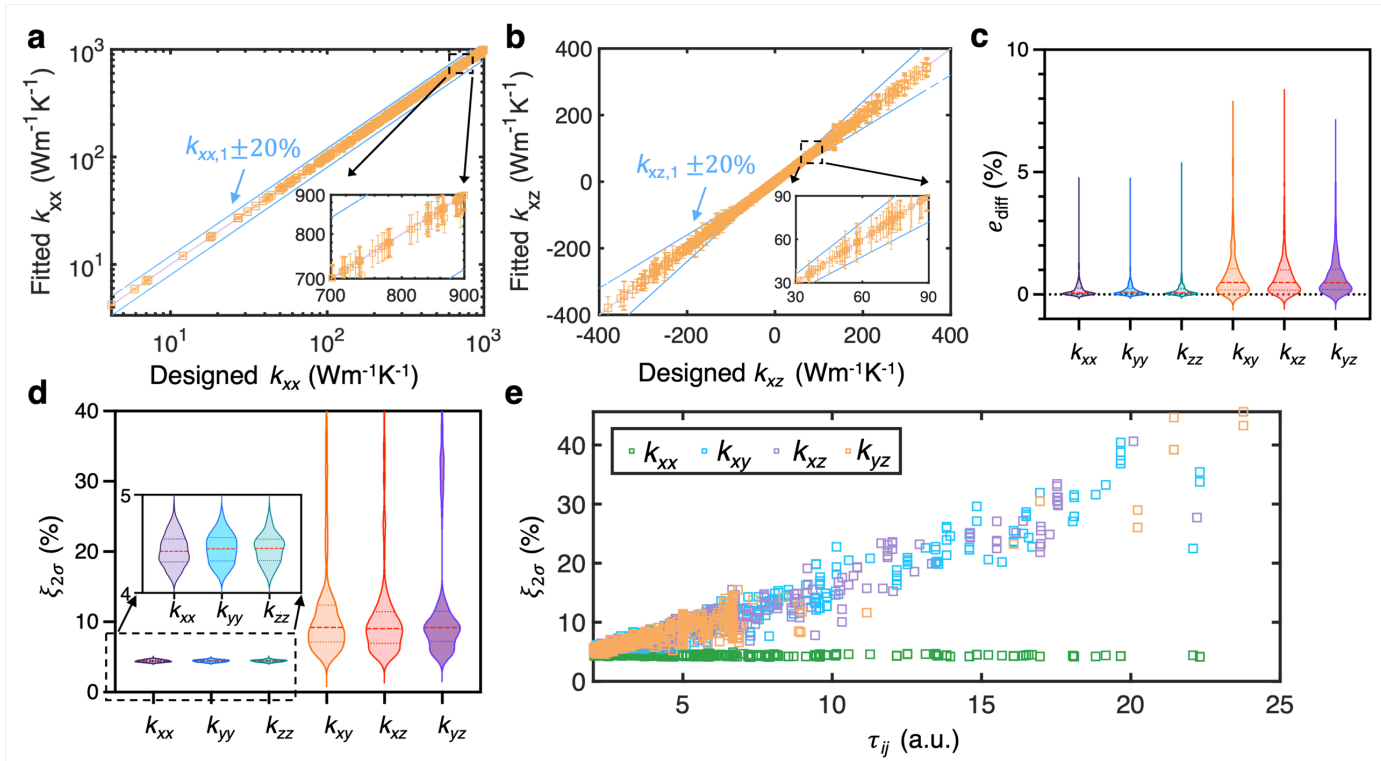 a
Fitted kxx (Wm⁻¹K⁻¹)
10³
10²
10¹
kxx,1 ±20%
900
800
700
700 800 900
10¹ 10² 10³
Designed kxx (Wm⁻¹K⁻¹)
b
Fitted kxz (Wm⁻¹K⁻¹)
400
200
0
-200
-400
kxz,1 ±20%
90
60
30
30 60 90
-400 -200 0 200 400
Designed kxz (Wm⁻¹K⁻¹)
c
ediff (%)
10
5
0
kxx kyy kzz kxy kxz kyz
d
ξ2σ (%)
40
30
20
10
0
5
4
kxx kyy kzz
kxx kyy kzz kxy kxz kyz
e
ξ2σ (%)
40
30
20
10
0
kxx kxy kxz kyz
5 10 15 20 25
τij (a.u.)